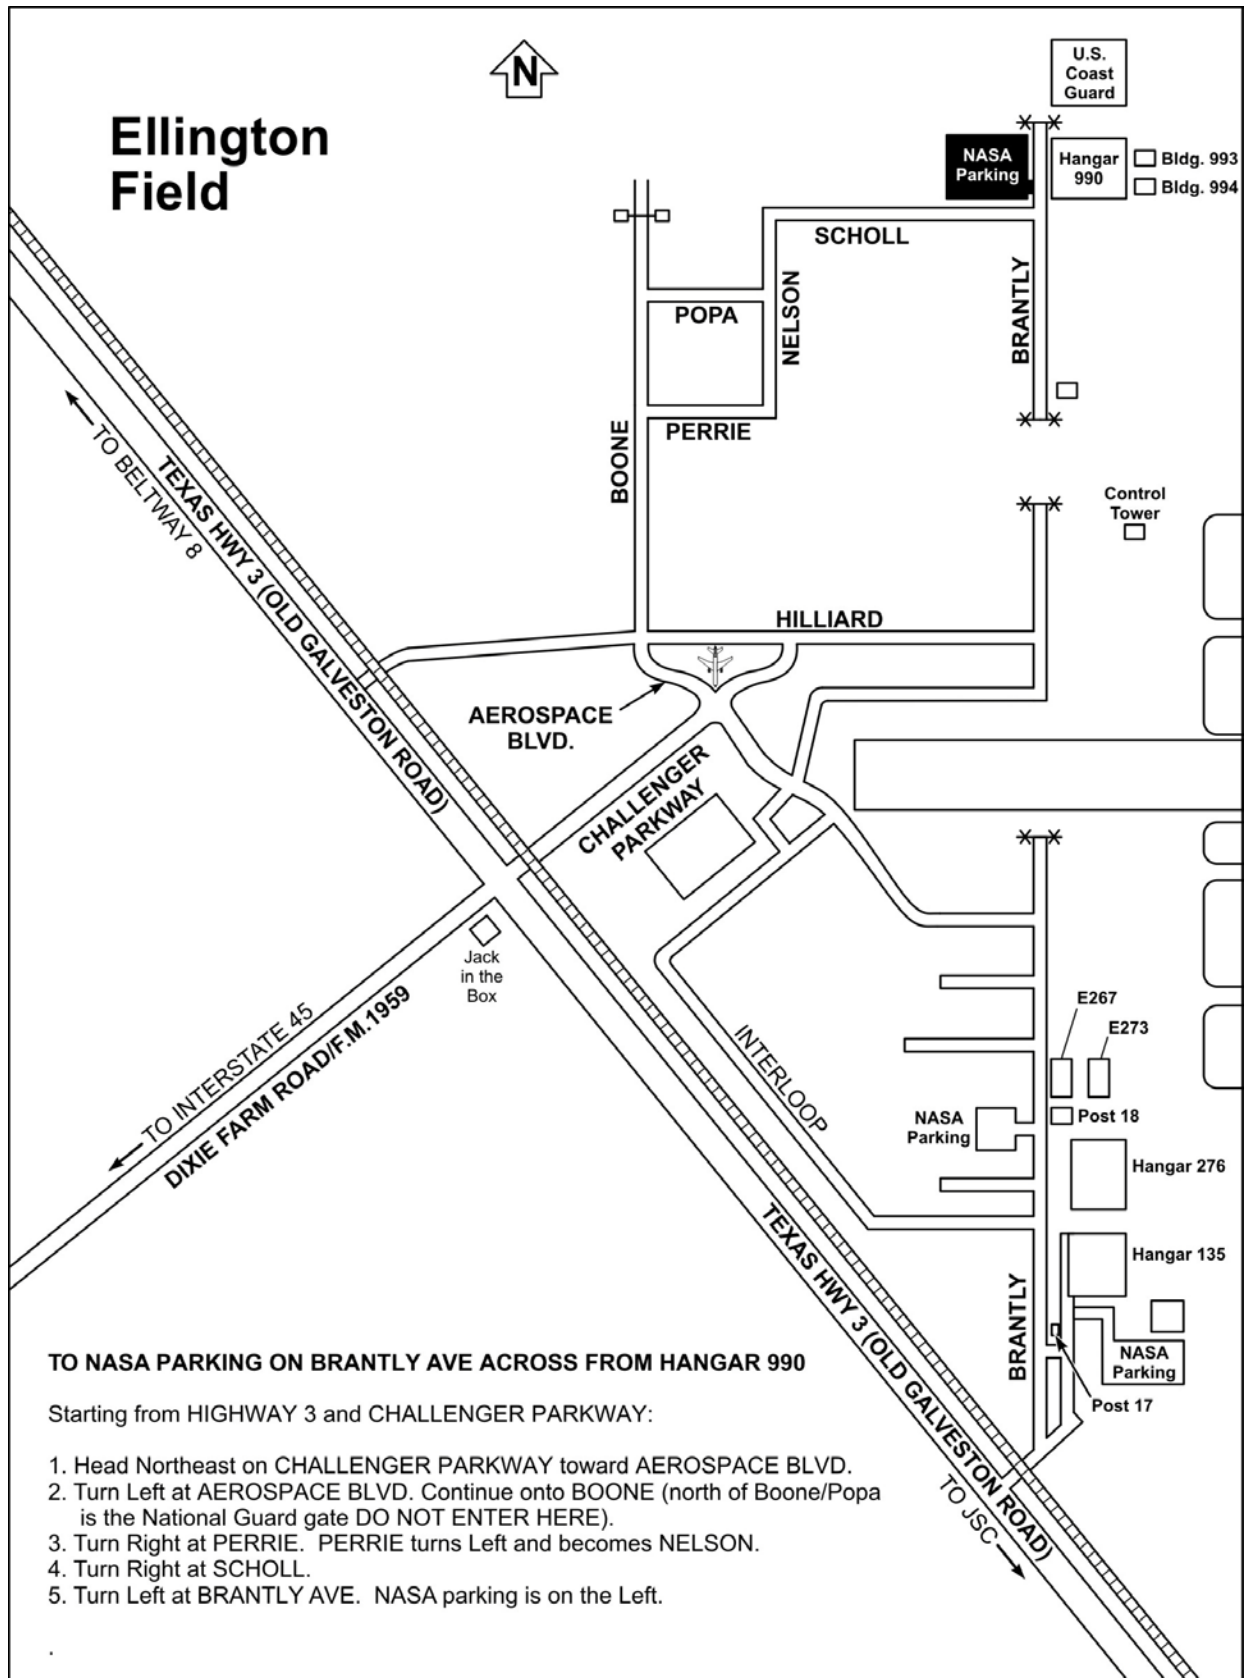 N
Ellington
Field
U.S.
Coast
Guard
NASA
Parking
Hangar
990
Bldg. 993
Bldg. 994
SCHOLL
NELSON
BRANTLY
POPA
PERRIE
BOONE
TO BELTWAY 8
TEXAS HWY 3 (OLD GALVESTON ROAD)
Control
Tower
HILLIARD
AEROSPACE
BLVD.
CHALLENGER
PARKWAY
Jack
in the
Box
TO INTERSTATE 45
DIXIE FARM ROAD/F.M.1959
INTERLOOP
E267
E273
NASA
Parking
Post 18
Hangar 276
Hangar 135
BRANTLY
NASA
Parking
Post 17
TEXAS HWY 3 (OLD GALVESTON ROAD)
TO JSC
TO NASA PARKING ON BRANTLY AVE ACROSS FROM HANGAR 990
Starting from HIGHWAY 3 and CHALLENGER PARKWAY:
1. Head Northeast on CHALLENGER PARKWAY toward AEROSPACE BLVD.
2. Turn Left at AEROSPACE BLVD. Continue onto BOONE (north of Boone/Popa
is the National Guard gate DO NOT ENTER HERE).
3. Turn Right at PERRIE. PERRIE turns Left and becomes NELSON.
4. Turn Right at SCHOLL.
5. Turn Left at BRANTLY AVE. NASA parking is on the Left.
.